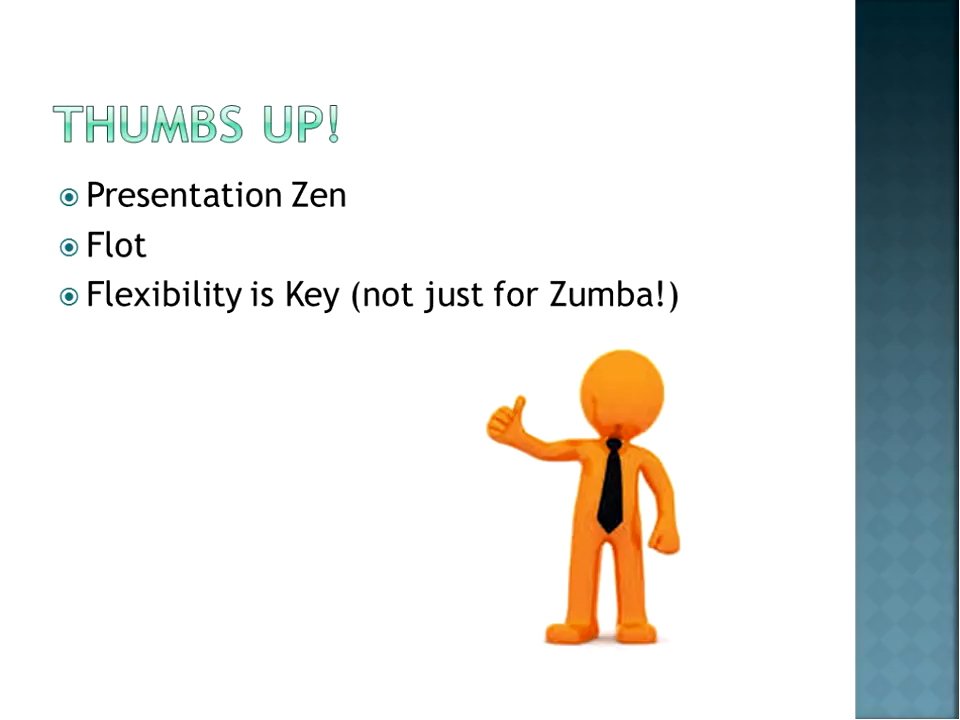 THUMBS UP!
Presentation Zen
Flot
Flexibility is Key (not just for Zumba!)